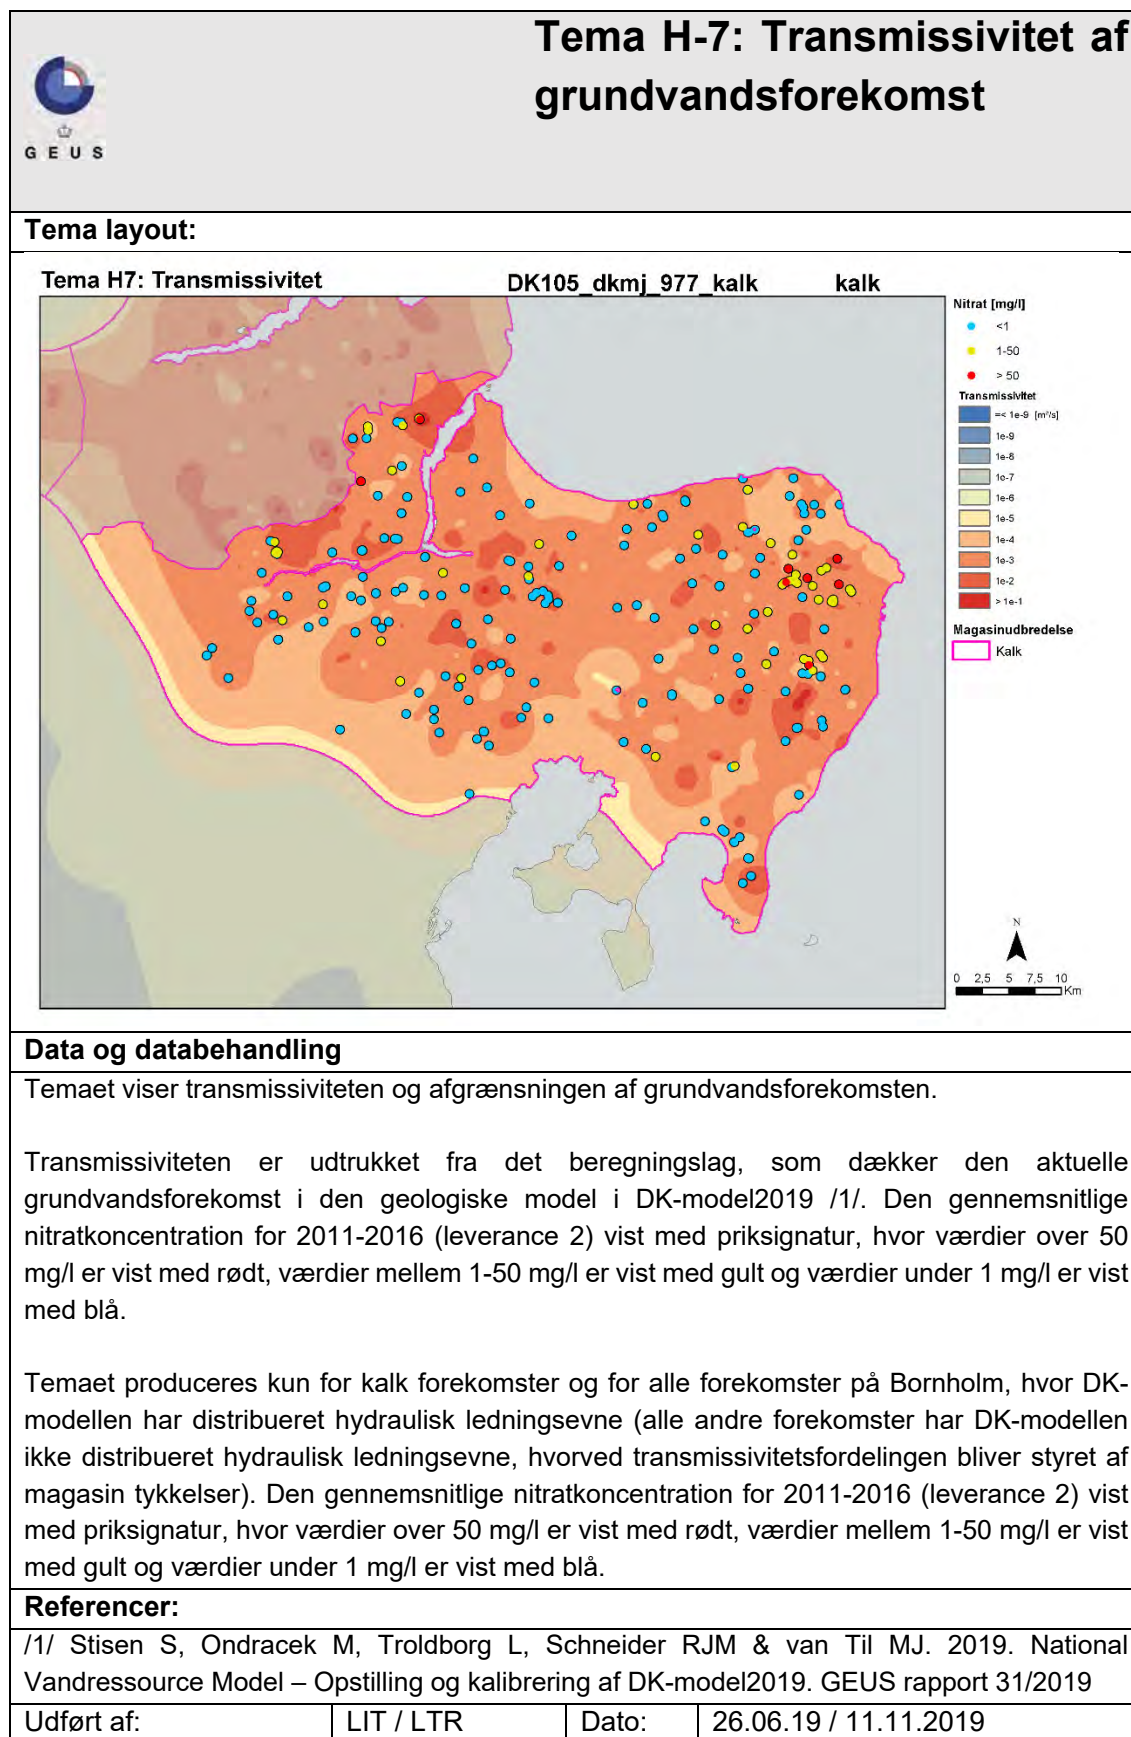 Tema H-7: Transmissivitet af
grundvandsforekomst
G E U S
Tema layout:
Tema H7: Transmissivitet
DK105_dkmj_977_kalk
kalk
Nitrat [mg/l]
<1
1-50
> 50
Transmissivitet
=< 1e-9 [m²/s]
1e-9
1e-8
1e-7
1e-6
1e-5
1e-4
1e-3
1e-2
> 1e-1
Magasinudbredelse
Kalk
N
0 2,5 5 7,5 10
Km
Data og databehandling
Temaet viser transmissiviteten og afgrænsningen af grundvandsforekomsten.
Transmissiviteten er udtrukket fra det beregningslag, som dækker den aktuelle
grundvandsforekomst i den geologiske model i DK-model2019 /1/. Den gennemsnitlige
nitratkoncentration for 2011-2016 (leverance 2) vist med priksignatur, hvor værdier over 50
mg/l er vist med rødt, værdier mellem 1-50 mg/l er vist med gult og værdier under 1 mg/l er vist
med blå.
Temaet produceres kun for kalk forekomster og for alle forekomster på Bornholm, hvor DK-
modellen har distribueret hydraulisk ledningsevne (alle andre forekomster har DK-modellen
ikke distribueret hydraulisk ledningsevne, hvorved transmissivitetsfordelingen bliver styret af
magasin tykkelser). Den gennemsnitlige nitratkoncentration for 2011-2016 (leverance 2) vist
med priksignatur, hvor værdier over 50 mg/l er vist med rødt, værdier mellem 1-50 mg/l er vist
med gult og værdier under 1 mg/l er vist med blå.
Referencer:
/1/ Stisen S, Ondracek M, Troldborg L, Schneider RJM & van Til MJ. 2019. National
Vandressource Model – Opstilling og kalibrering af DK-model2019. GEUS rapport 31/2019
Udført af: LIT / LTR Dato: 26.06.19 / 11.11.2019